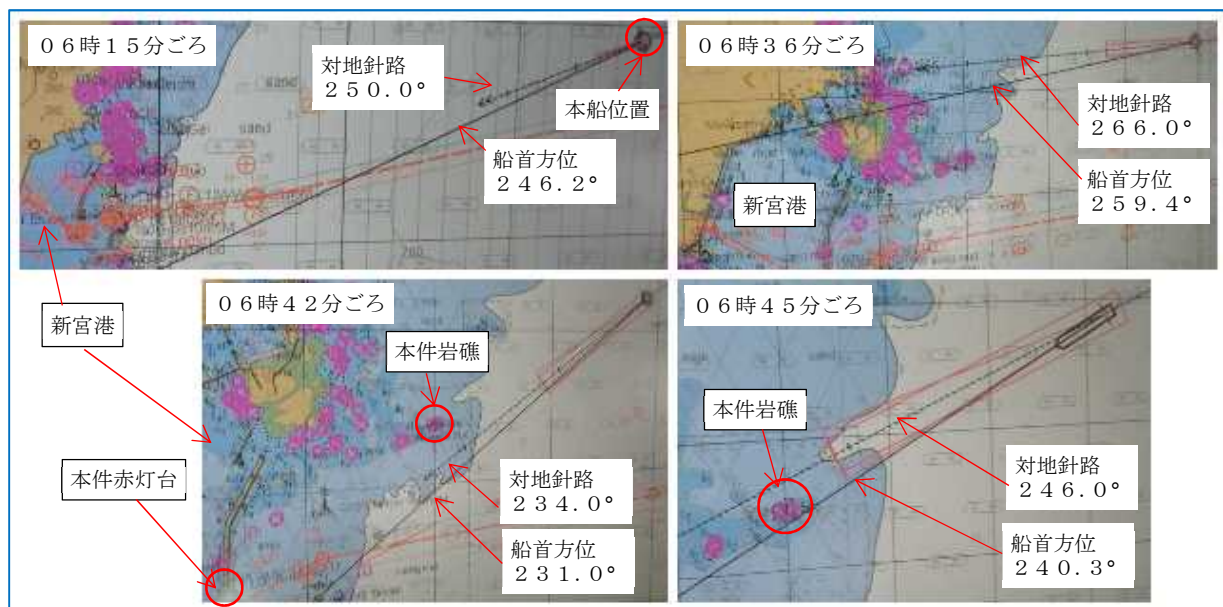 06時15分ごろ
対地針路
250.0°
本船位置
船首方位
246.2°
sand
sand
200
06時36分ごろ
対地針路
266.0°
船首方位
259.4°
新宮港
新宮港
06時42分ごろ
本件岩礁
本件赤灯台
対地針路
234.0°
船首方位
231.0°
06時45分ごろ
sand
本件岩礁
対地針路
246.0°
船首方位
240.3°